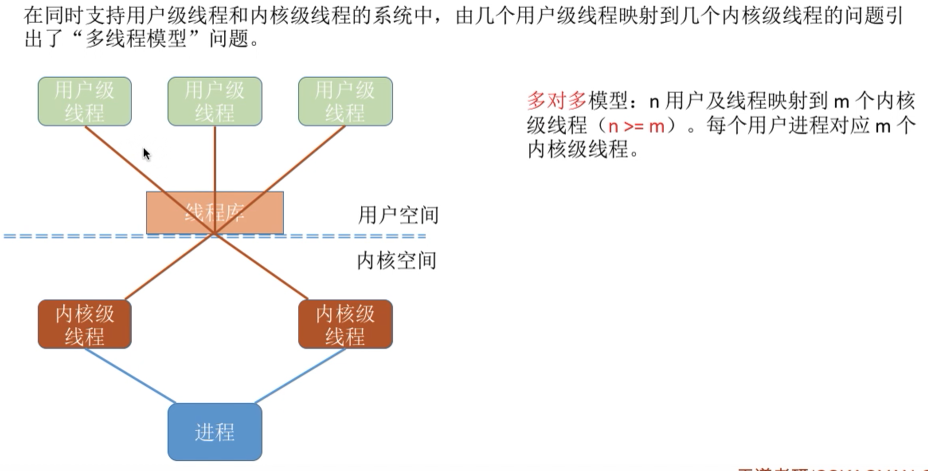 在同时支持用户级线程和内核级线程的系统中，由几个用户级线程映射到几个内核级线程的问题引
出了“多线程模型”问题。
用户级
线程
用户级
线程
用户级
线程
多对多模型：n 用户及线程映射到 m 个内核
级线程（n >= m）。每个用户进程对应 m 个
内核级线程。
线程库
用户空间
内核空间
内核级
线程
内核级
线程
进程